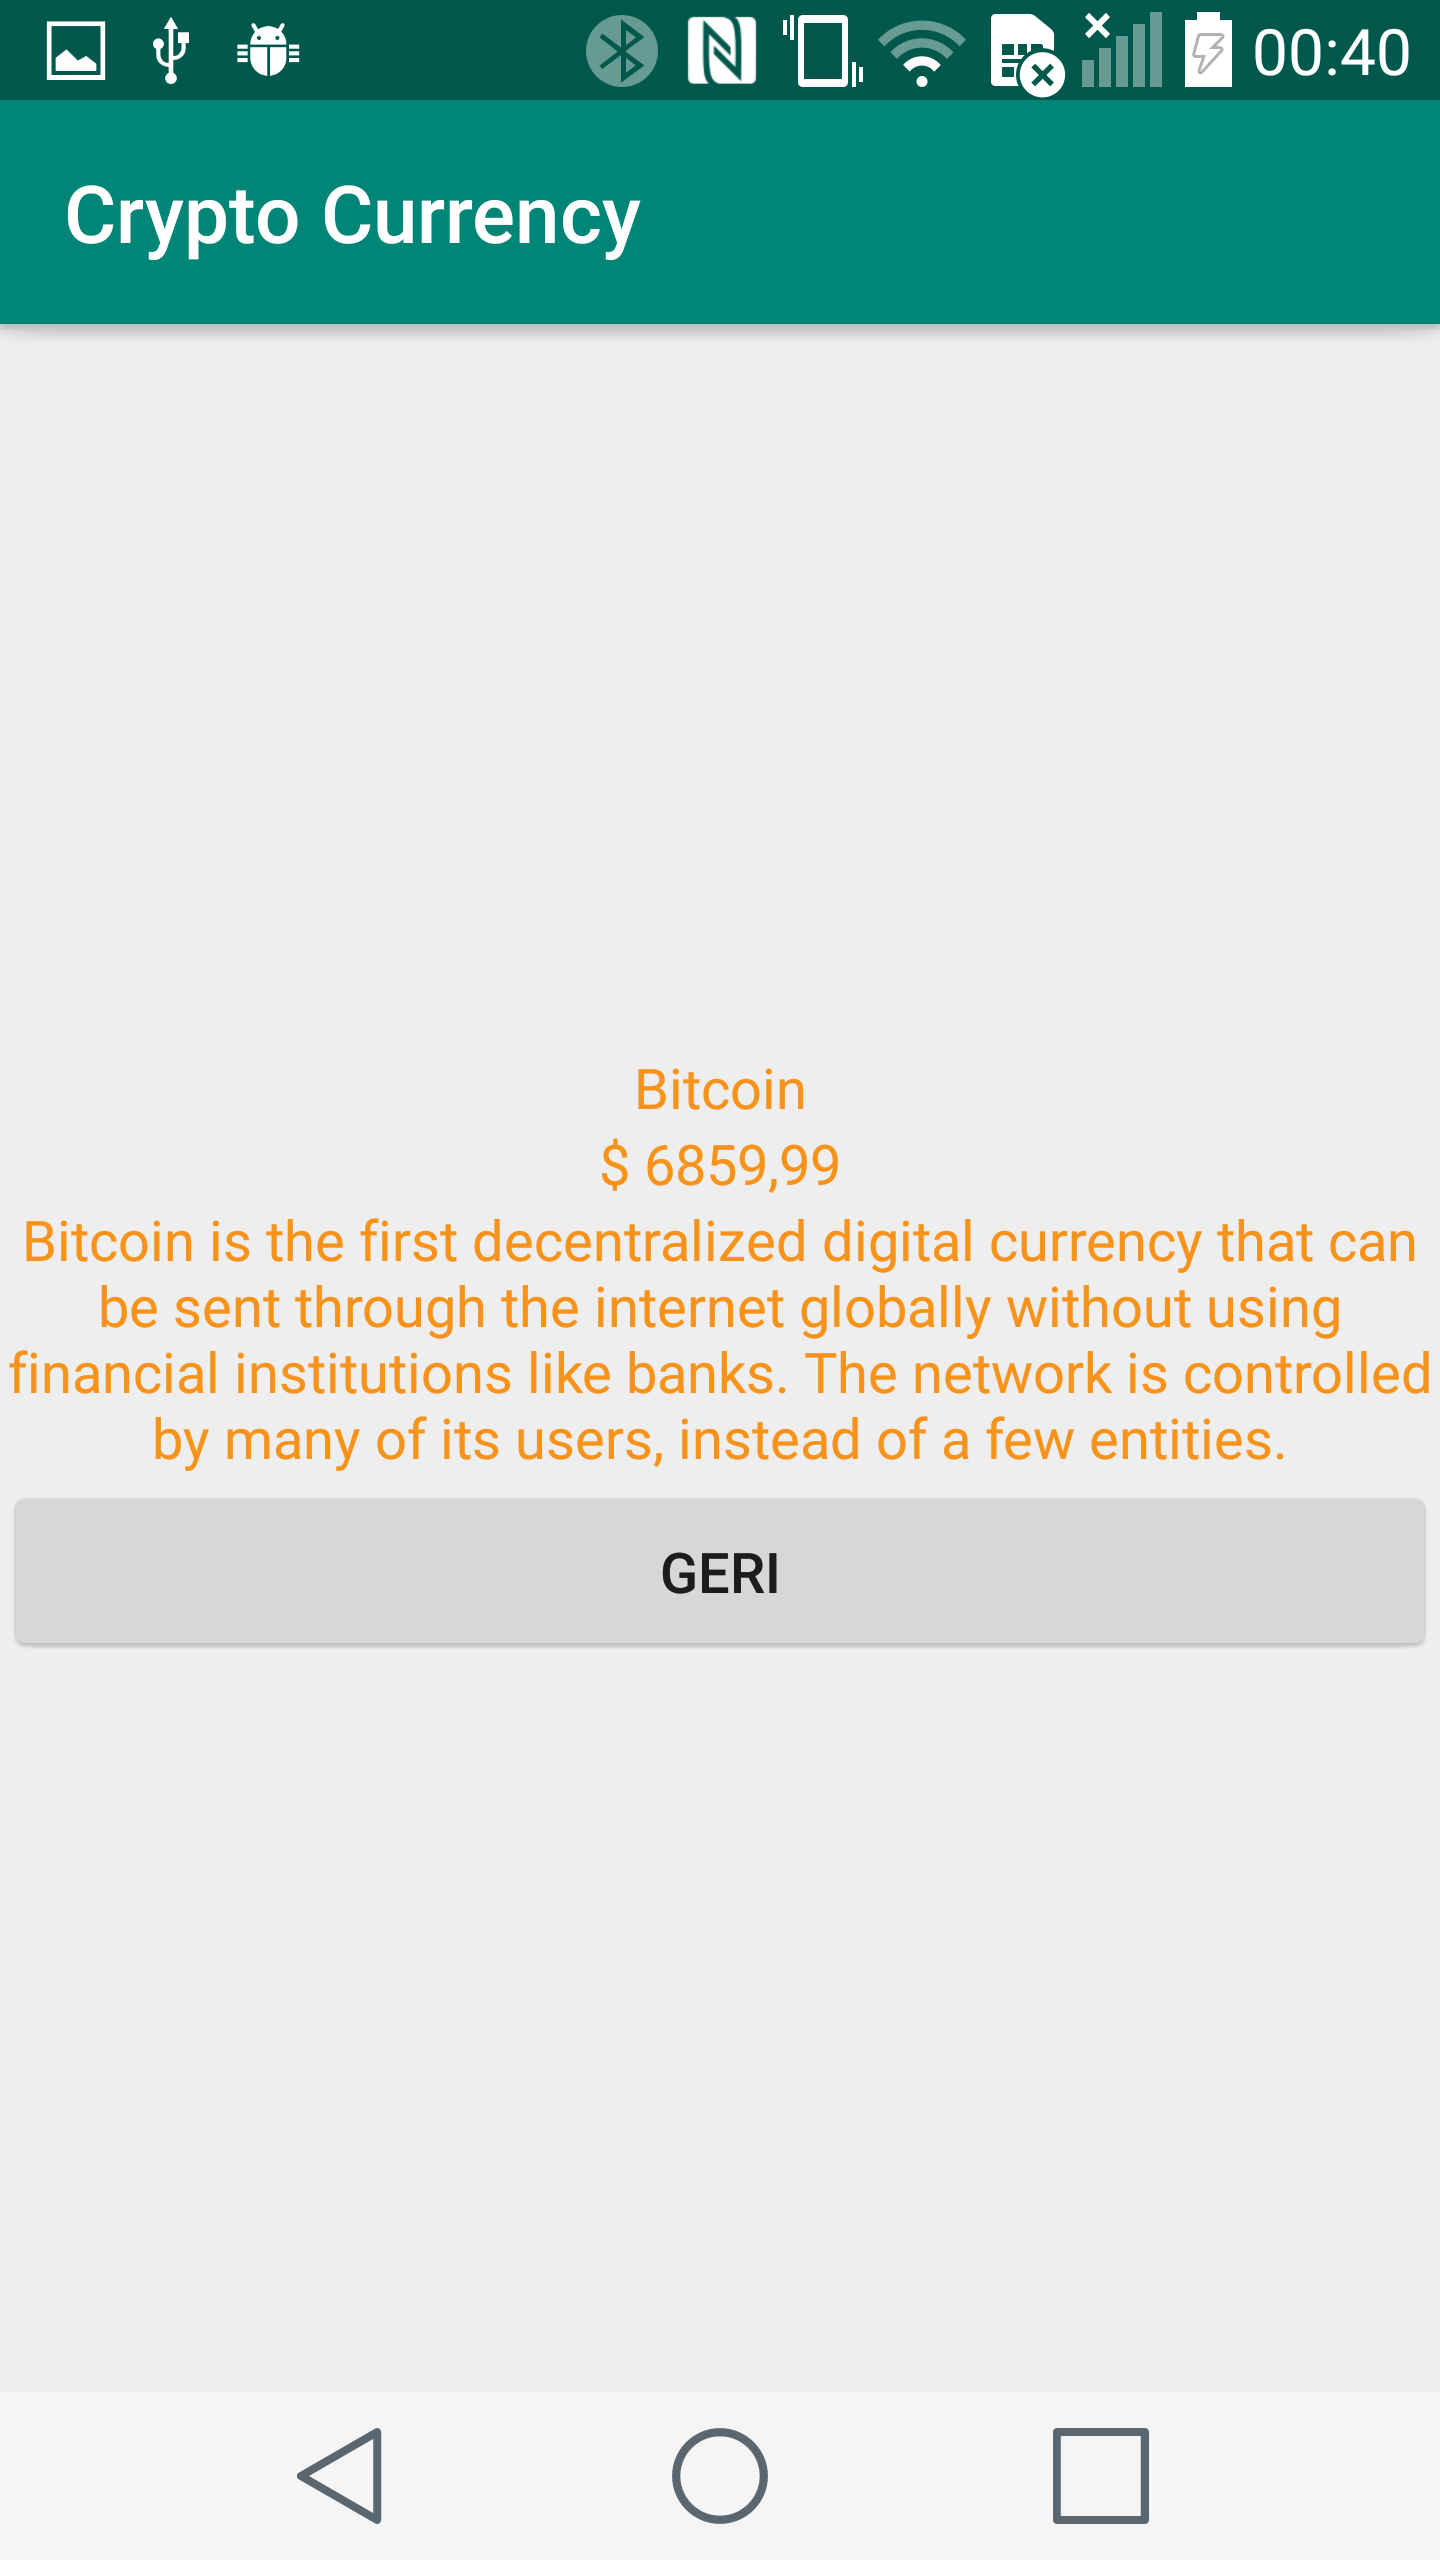 00:40
Crypto Currency
Bitcoin
$ 6859,99
Bitcoin is the first decentralized digital currency that can
be sent through the internet globally without using
financial institutions like banks. The network is controlled
by many of its users, instead of a few entities.
GERI